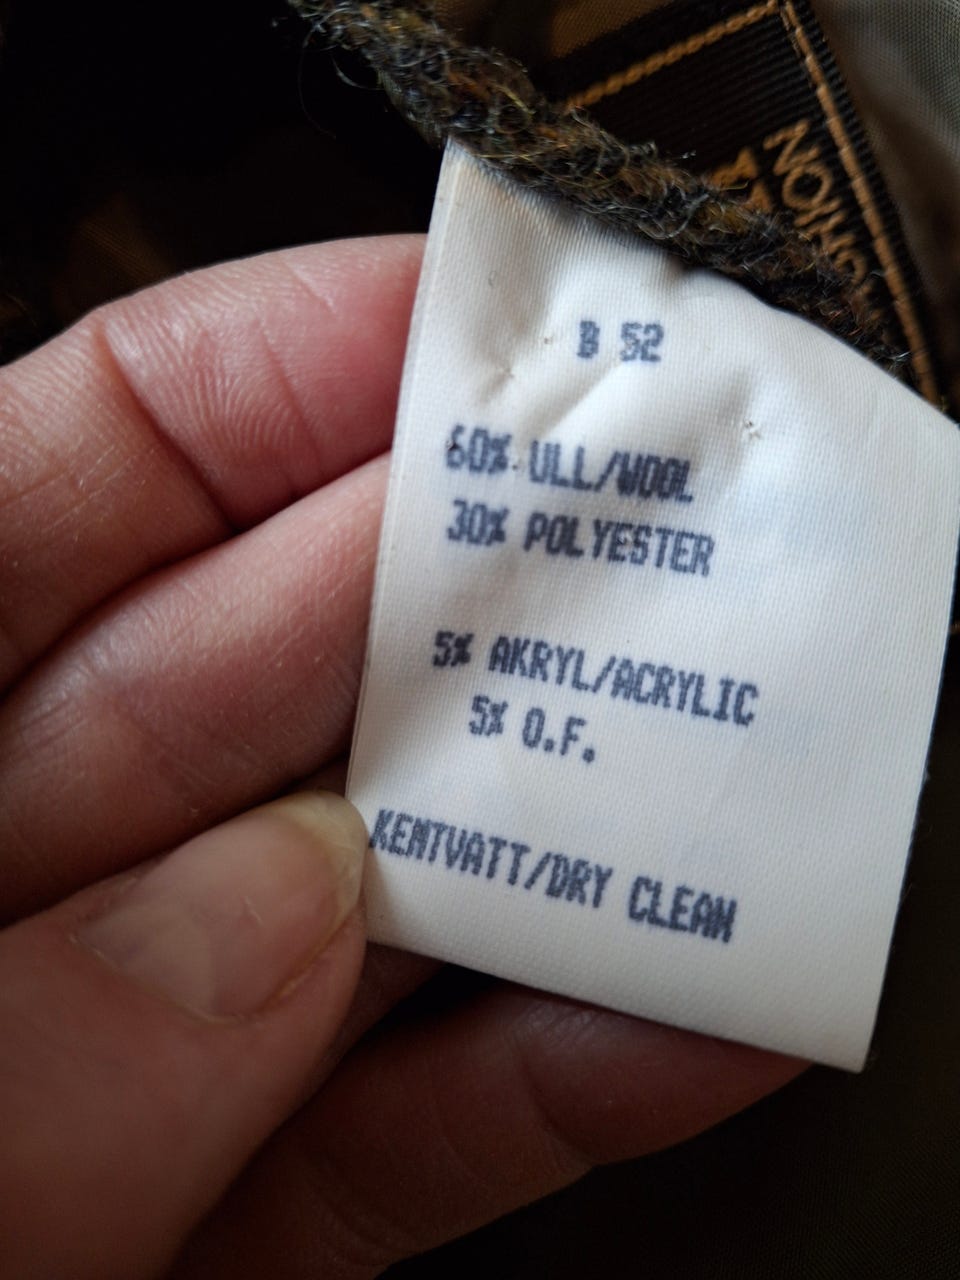 B 52
60% ULL/WOOL
30% POLYESTER
5% AKRYL/ACRYLIC
5% O.F.
KEMTVATT/DRY CLEAN